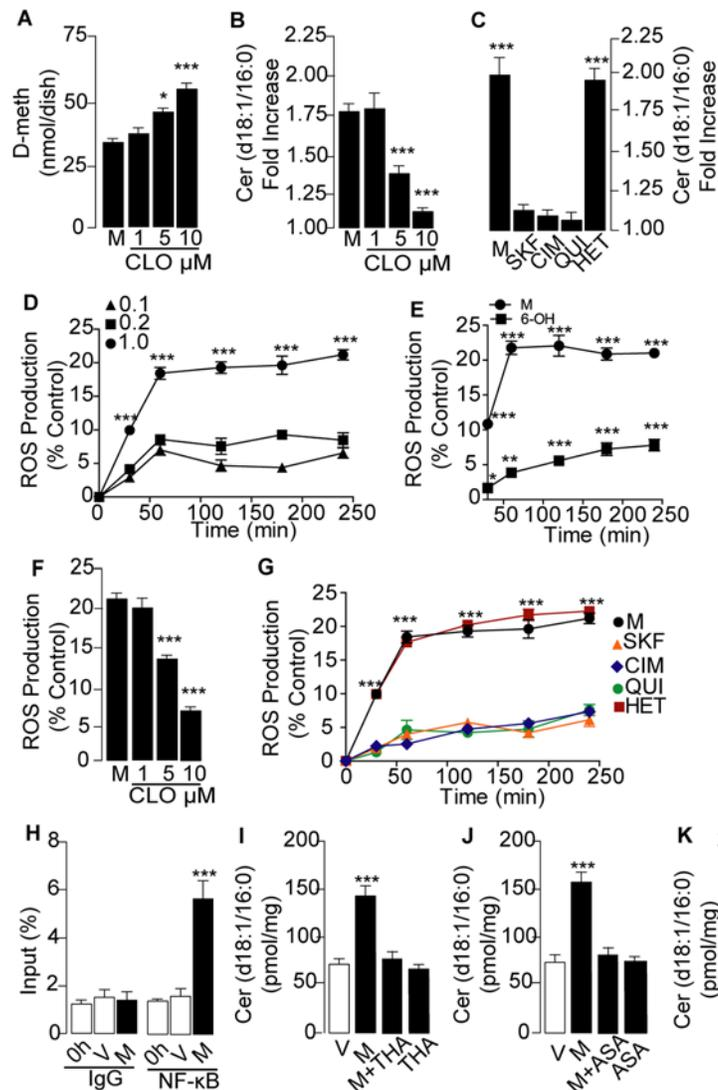 A
D-meth
(nmol/dish)
75
50
25
0
M 1 5 10
CLO µM
* ***
B
Cer (d18:1/16:0)
Fold Increase
2.25
2.00
1.75
1.50
1.25
1.00
M 1 5 10
CLO µM
*** ***
C
Cer (d18:1/16:0)
Fold Increase
2.25
2.00
1.75
1.50
1.25
1.00
M SKF CIM QUI HET
*** ***
D
0.1
0.2
1.0
ROS Production
(% Control)
25
20
15
10
5
0
*** *** *** *** ***
0 50 100 150 200 250
Time (min)
E
M
6-OH
ROS Production
(% Control)
25
20
15
10
5
0
*** *** *** *** ***
* ** *** *** ***
50 100 150 200 250
Time (min)
F
ROS Production
(% Control)
25
20
15
10
5
0
*** ***
M 1 5 10
CLO µM
G
ROS Production
(% Control)
25
20
15
10
5
0
*** *** *** *** ***
0 50 100 150 200 250
Time (min)
M
SKF
CIM
QUI
HET
H
Input (%)
8
6
4
2
0
***
0h V M 0h V M
IgG NF-κB
I
Cer (d18:1/16:0)
(pmol/mg)
200
150
100
50
0
***
V M M+THA THA
J
Cer (d18:1/16:0)
(pmol/mg)
200
150
100
50
0
***
V M M+ASA ASA
K
Cer (d18:1/16:0)
(pmol/mg)